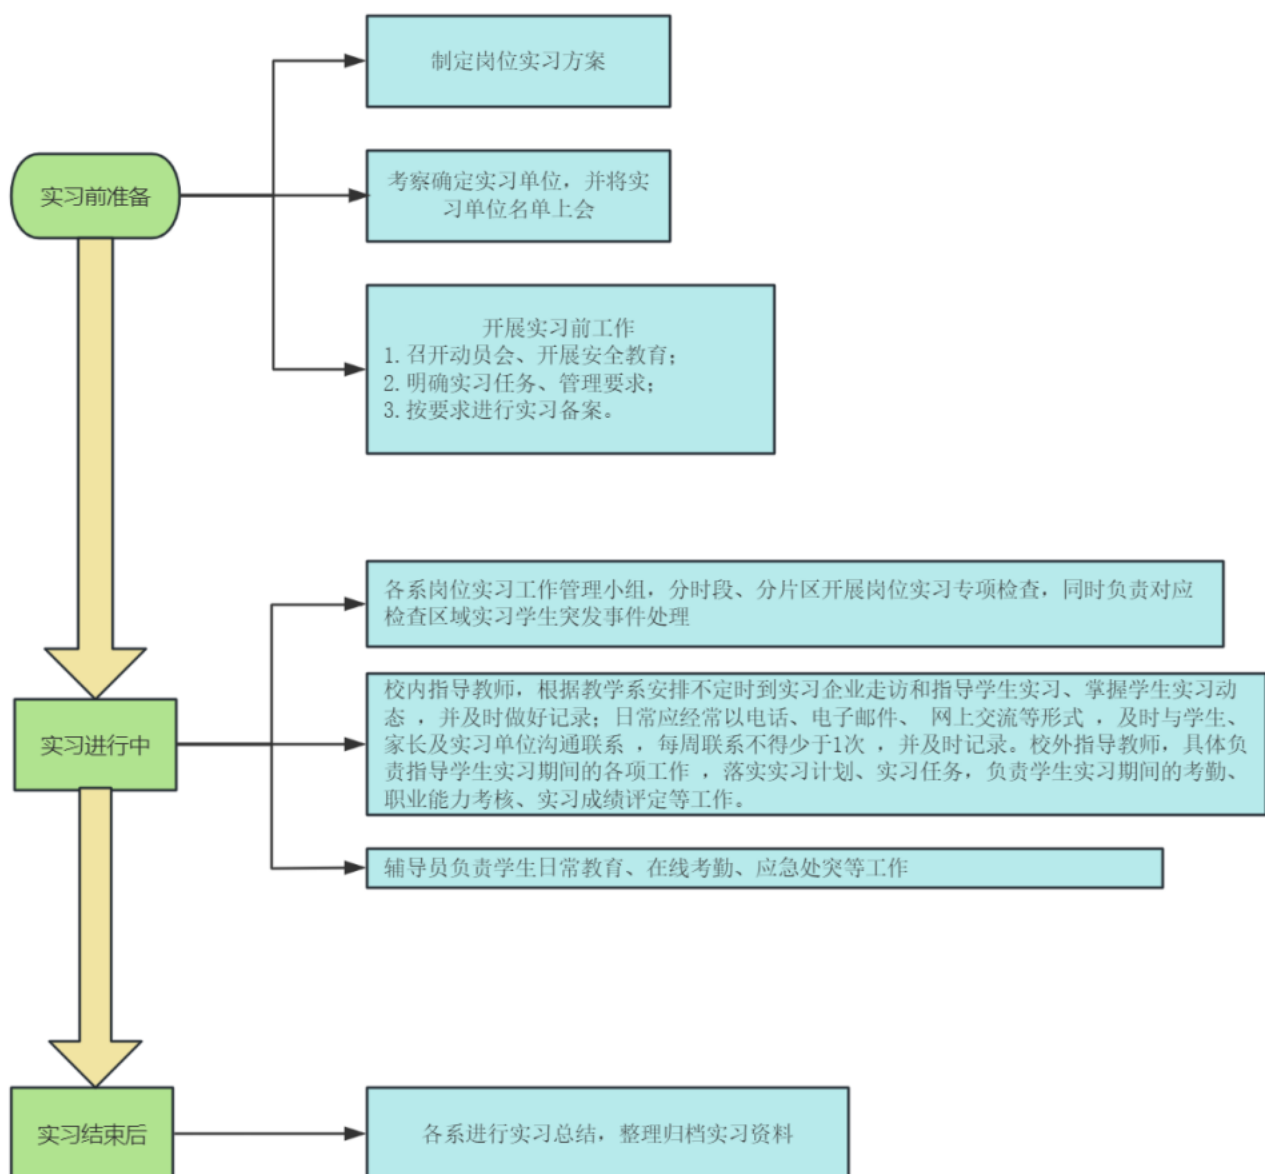 制定岗位实习方案
实习前准备
考察确定实习单位，并将实
习单位名单上会
开展实习前工作
1. 召开动员会、开展安全教育；
2. 明确实习任务、管理要求；
3. 按要求进行实习备案。
各系岗位实习工作管理小组，分时段、分片区开展岗位实习专项检查，同时负责对应
检查区域实习学生突发事件处理
实习进行中
校内指导教师，根据教学系安排不定时到实习企业走访和指导学生实习、掌握学生实习动
态 ，并及时做好记录；日常应经常以电话、电子邮件、 网上交流等形式 ，及时与学生、
家长及实习单位沟通联系 ，每周联系不得少于1次 ，并及时记录。校外指导教师，具体负
责指导学生实习期间的各项工作 ，落实实习计划、实习任务，负责学生实习期间的考勤、
职业能力考核、实习成绩评定等工作。
辅导员负责学生日常教育、在线考勤、应急处突等工作
实习结束后
各系进行实习总结，整理归档实习资料